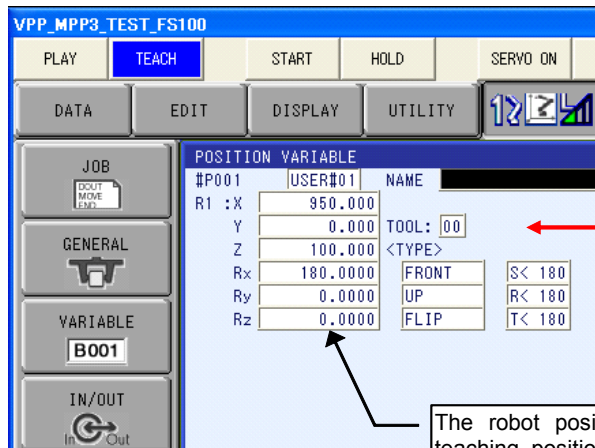 VPP_MPP3_TEST_FS100
PLAY TEACH START HOLD SERVO ON
DATA EDIT DISPLAY UTILITY
JOB
DOUT
MOVE
END
GENERAL
VARIABLE
B001
IN/OUT
In Out
POSITION VARIABLE
#P001 USER#01 NAME
R1 :X 950.000
Y 0.000 TOOL: 00
Z 100.000 <TYPE>
Rx 180.0000 FRONT S< 180
Ry 0.0000 UP R< 180
Rz 0.0000 FLIP T< 180
The robot posi
teaching positio